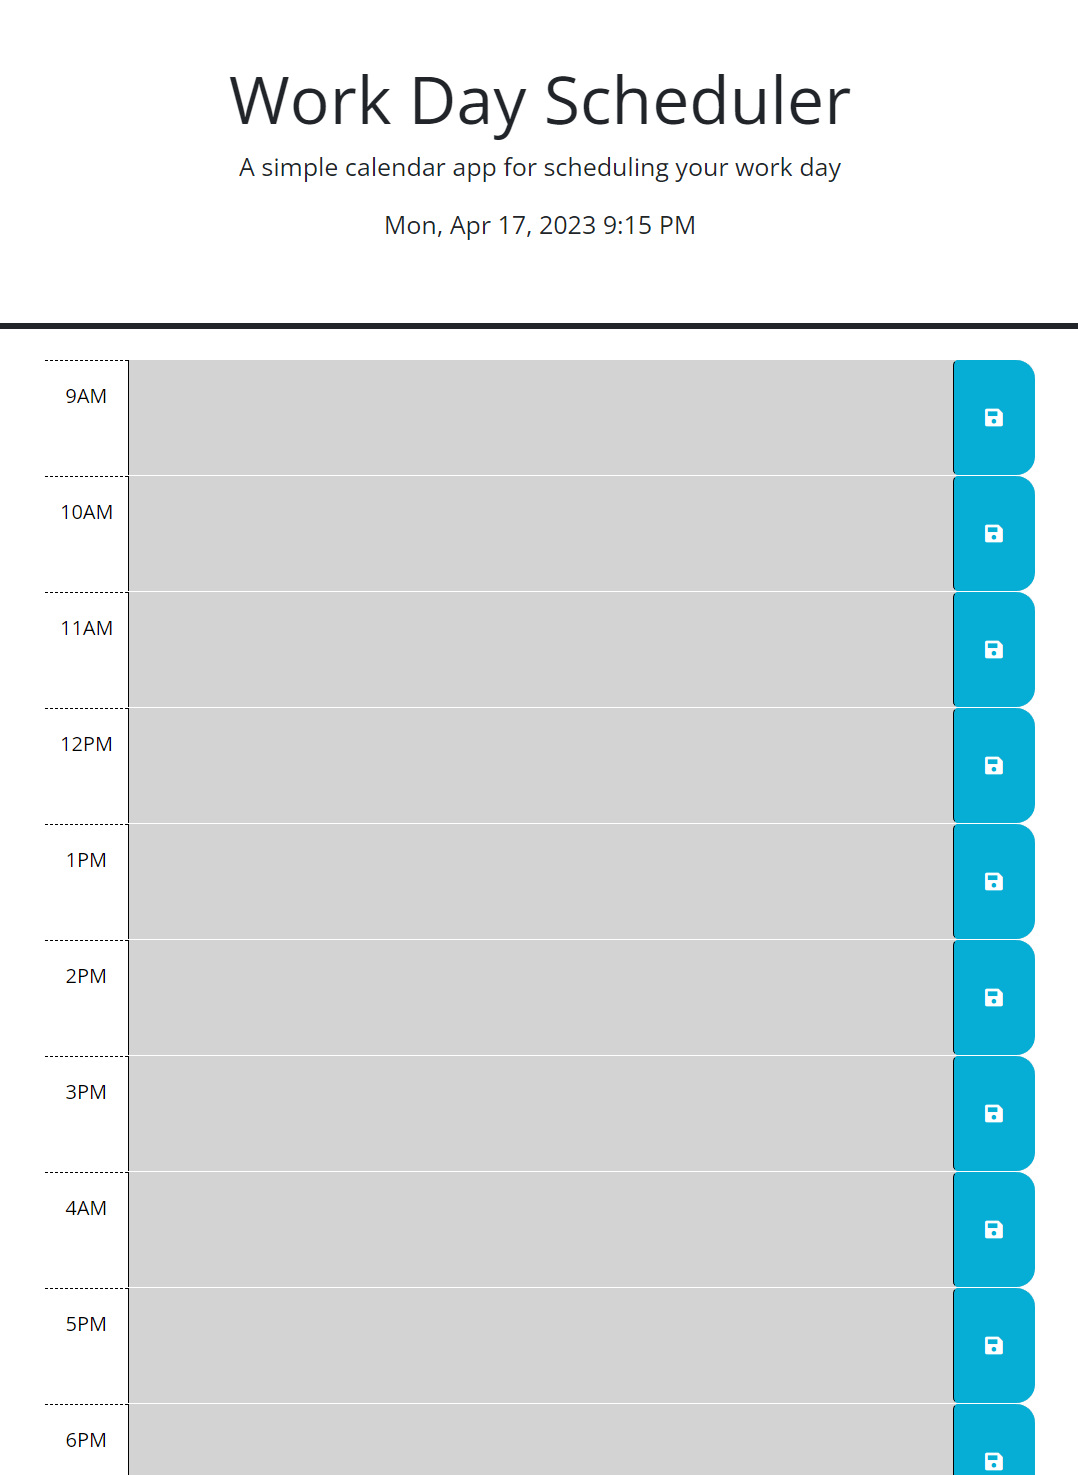 Work Day Scheduler
A simple calendar app for scheduling your work day
Mon, Apr 17, 2023 9:15 PM
9AM
10AM
11AM
12PM
1PM
2PM
3PM
4AM
5PM
6PM